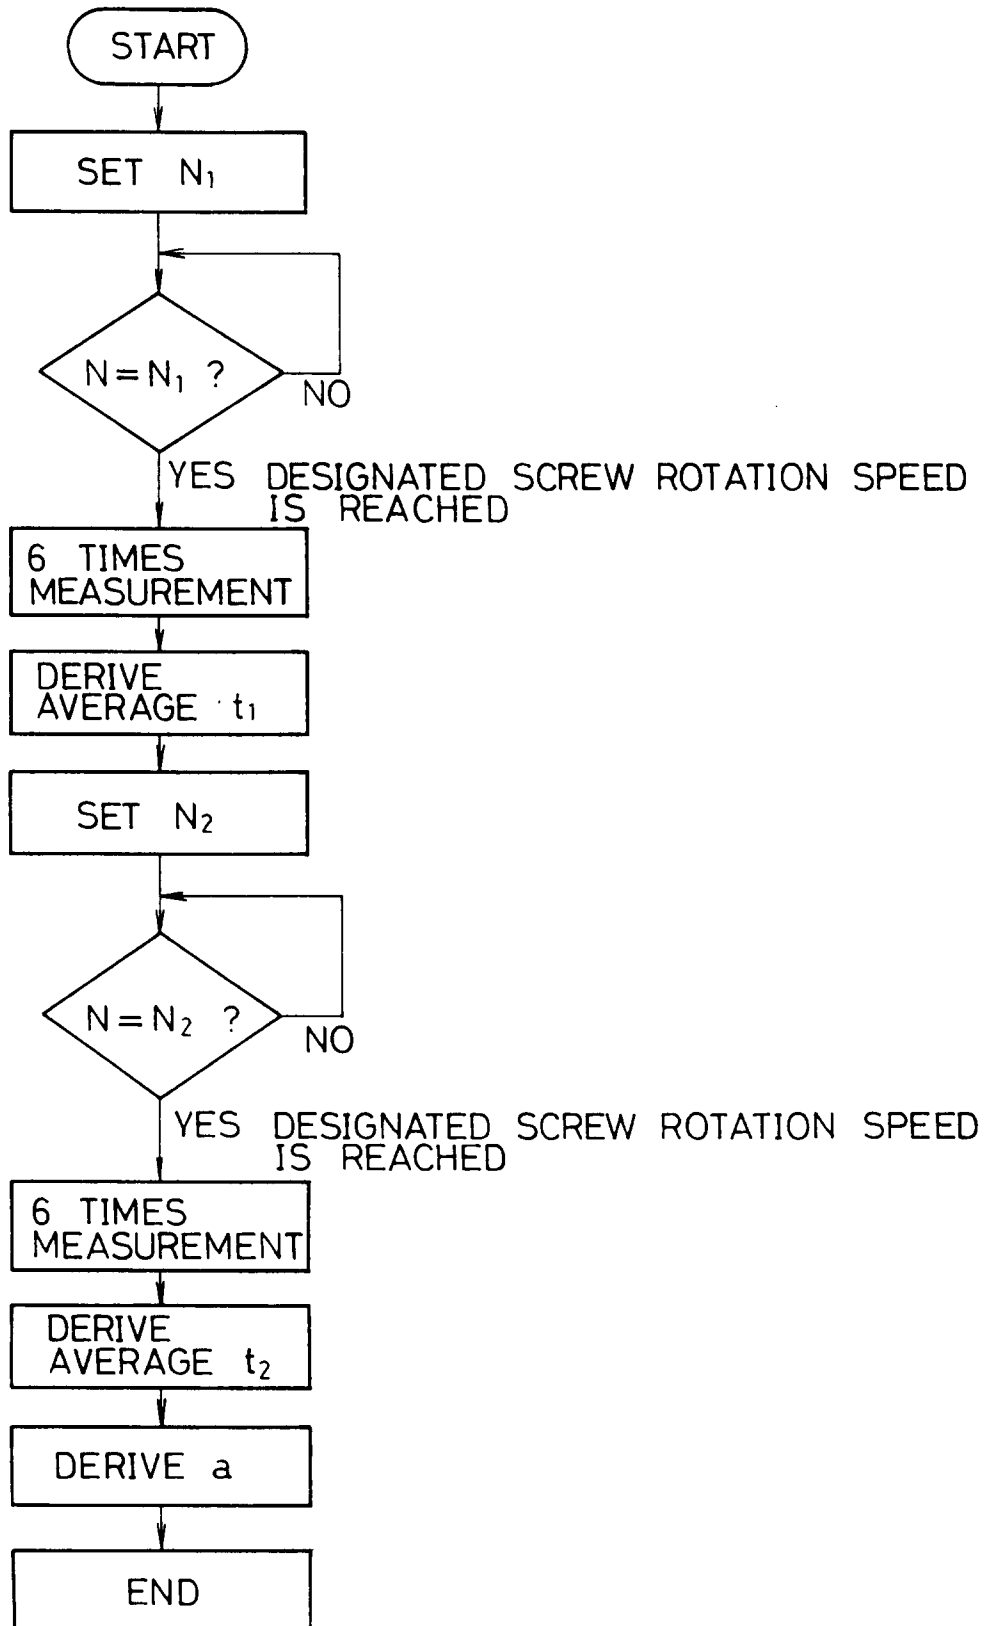 START
SET N₁
N=N₁ ?
NO
YES DESIGNATED SCREW ROTATION SPEED
IS REACHED
6 TIMES
MEASUREMENT
DERIVE
AVERAGE t₁
SET N₂
N=N₂ ?
NO
YES DESIGNATED SCREW ROTATION SPEED
IS REACHED
6 TIMES
MEASUREMENT
DERIVE
AVERAGE t₂
DERIVE a
END